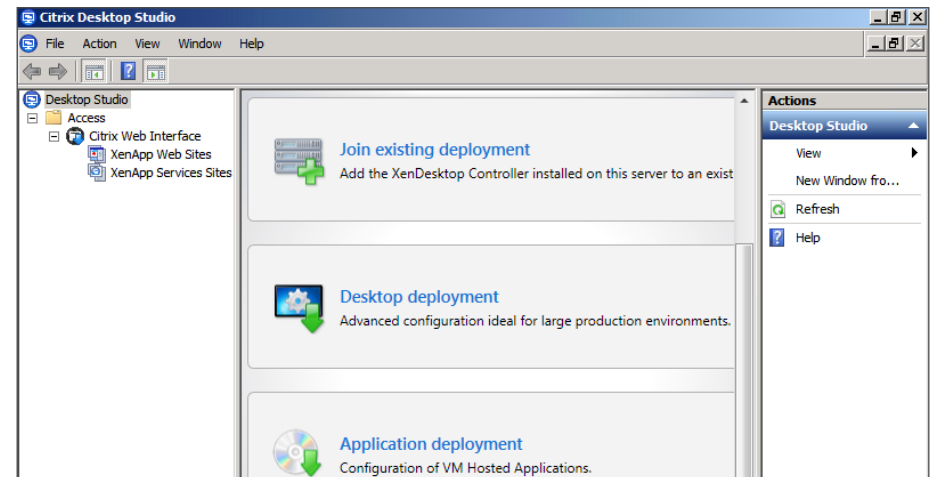 Citrix Desktop Studio
File Action View Window Help
Desktop Studio
Access
Citrix Web Interface
XenApp Web Sites
XenApp Services Sites
Join existing deployment
Add the XenDesktop Controller installed on this server to an exist
Desktop deployment
Advanced configuration ideal for large production environments.
Application deployment
Configuration of VM Hosted Applications.
Actions
Desktop Studio
View
New Window fro...
Refresh
Help